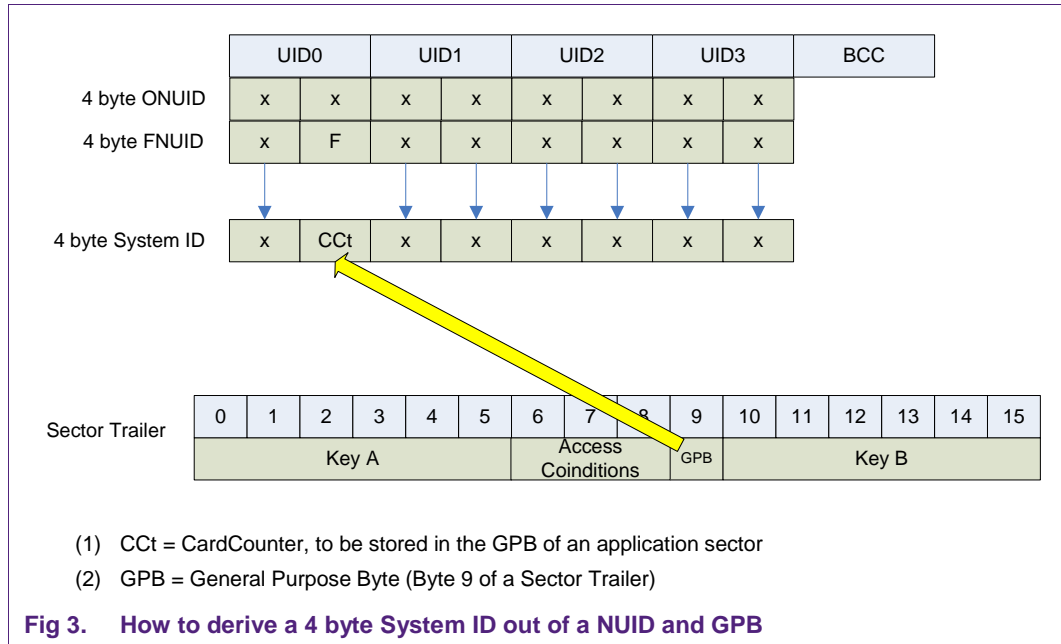 UID0 UID1 UID2 UID3 BCC
4 byte ONUID x x x x x x x x
4 byte FNUID x F x x x x x x
4 byte System ID x CCt x x x x x x
0 1 2 3 4 5 6 7 8 9 10 11 12 13 14 15
Sector Trailer
Key A Access Coinditions GPB Key B
(1) CCt = CardCounter, to be stored in the GPB of an application sector
(2) GPB = General Purpose Byte (Byte 9 of a Sector Trailer)
Fig 3. How to derive a 4 byte System ID out of a NUID and GPB